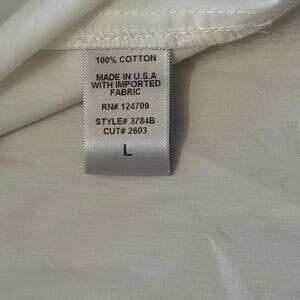 100% COTTON
MADE IN U.S.A
WITH IMPORTED
FABRIC
RN# 124709
STYLE# 3784B
CUT# 2603
L